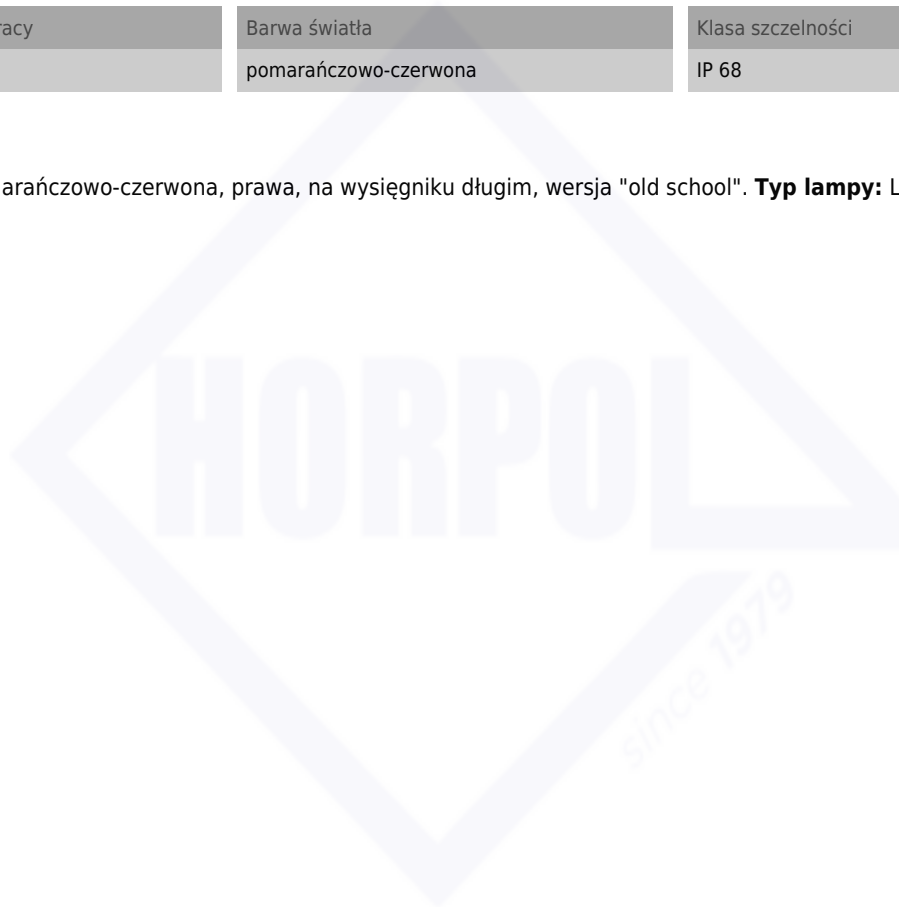 racy Barwa światła Klasa szczelności
pomarańczowo-czerwona IP 68
arańczowo-czerwona, prawa, na wysięgniku długim, wersja "old school". Typ lampy: L
HORPOL
since 1979